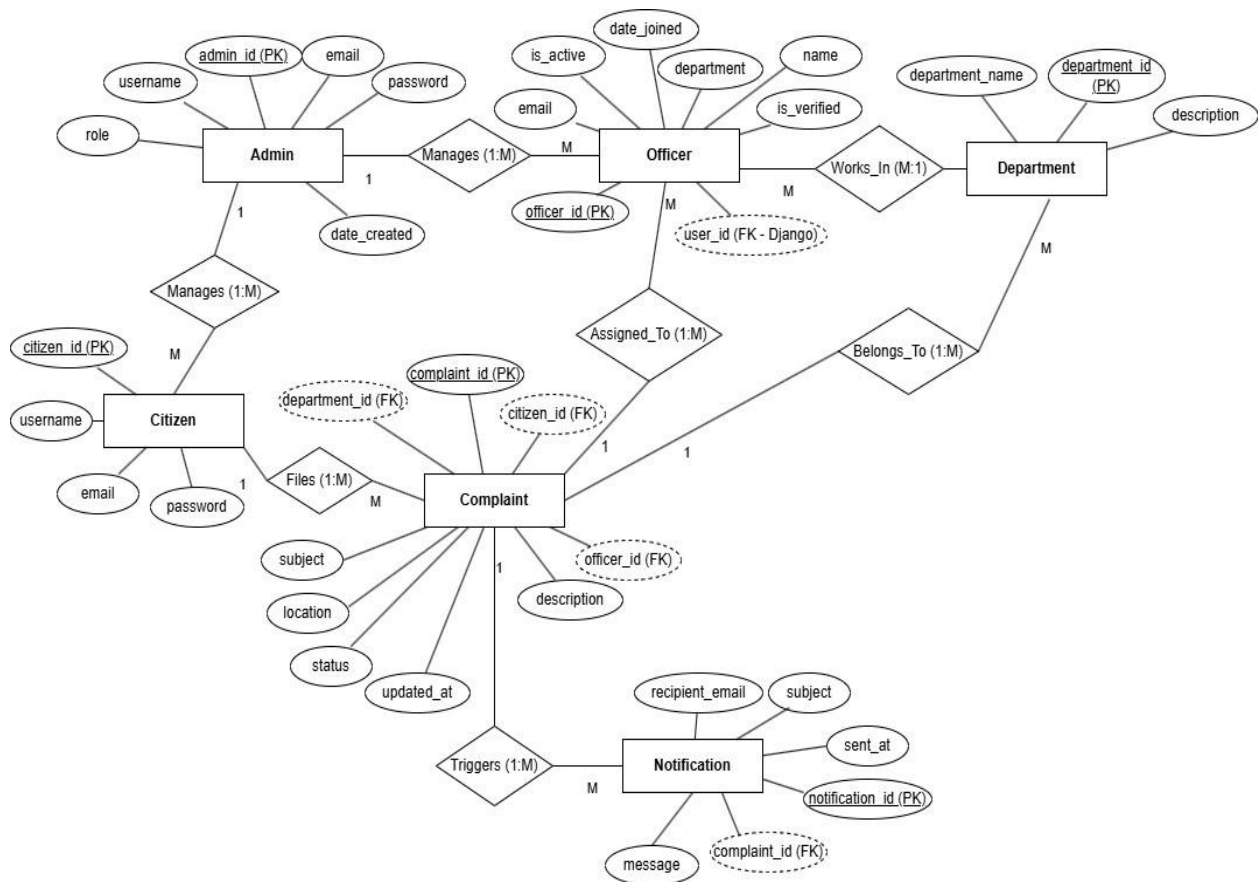 date_joined
admin_id (PK)
email
is_active
name
username
department
department_name
department_id
(PK)
password
email
is_verified
description
role
Admin
Manages (1:M)
M
Officer
Works_In (M:1)
Department
1
M
M
1
officer_id (PK)
user_id (FK - Django)
date_created
M
Manages (1:M)
Assigned_To (1:M)
Belongs_To (1:M)
citizen_id (PK)
M
complaint_id (PK)
department_id (FK)
citizen_id (FK)
username
Citizen
1
1
Files (1:M)
1
M
email
password
Complaint
subject
officer_id (FK)
1
description
location
status
updated_at
recipient_email
subject
sent_at
Triggers (1:M)
Notification
M
notification_id (PK)
message
complaint_id (FK)